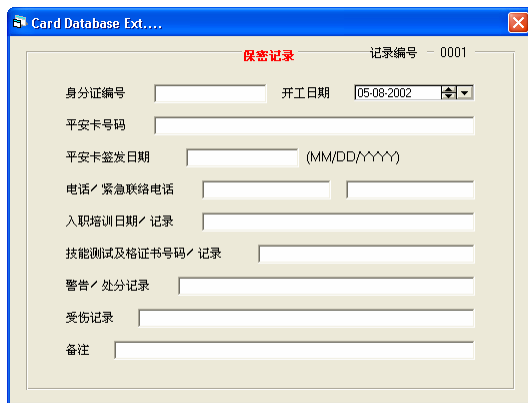 Card Database Ext....
保密记录 记录编号 - 0001
身分证编号 开工日期 05-08-2002
平安卡号码
平安卡签发日期 (MM/DD/YYYY)
电话/ 紧急联络电话
入职培训日期/ 记录
技能测试及格证书号码/ 记录
警告/ 处分记录
受伤记录
备注